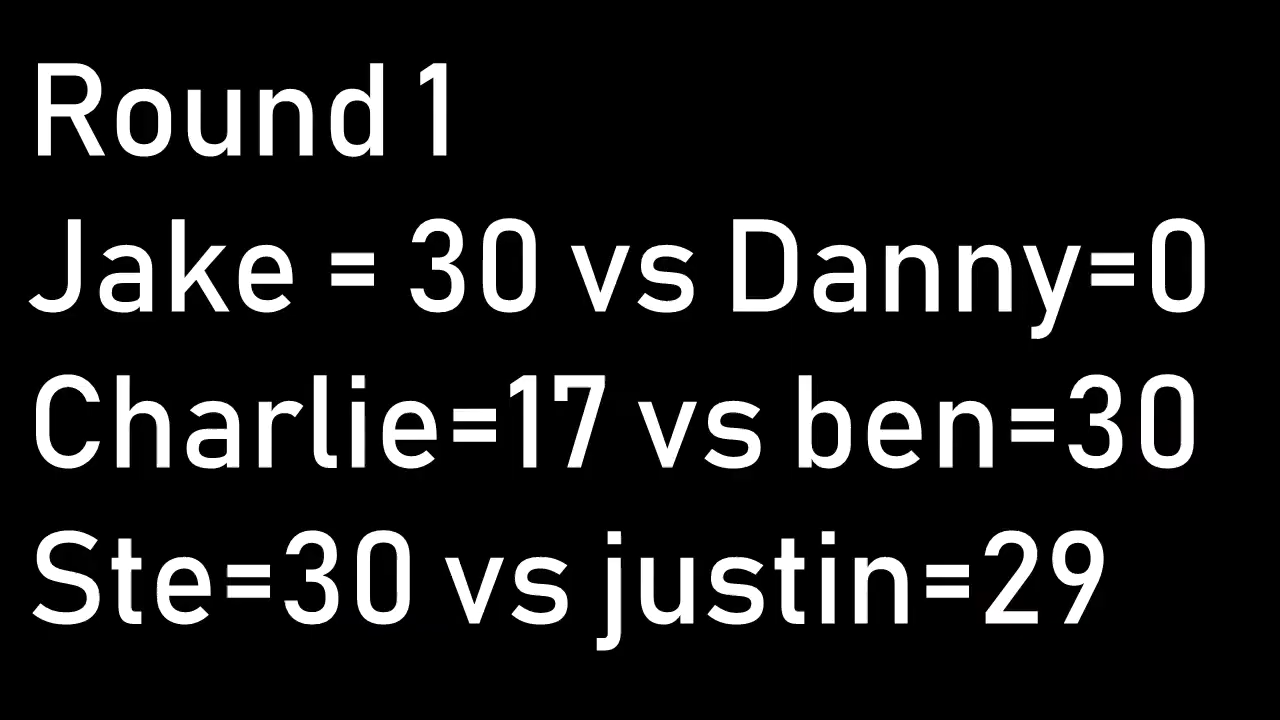 Round 1
Jake = 30 vs Danny=0
Charlie=17 vs ben=30
Ste=30 vs justin=29